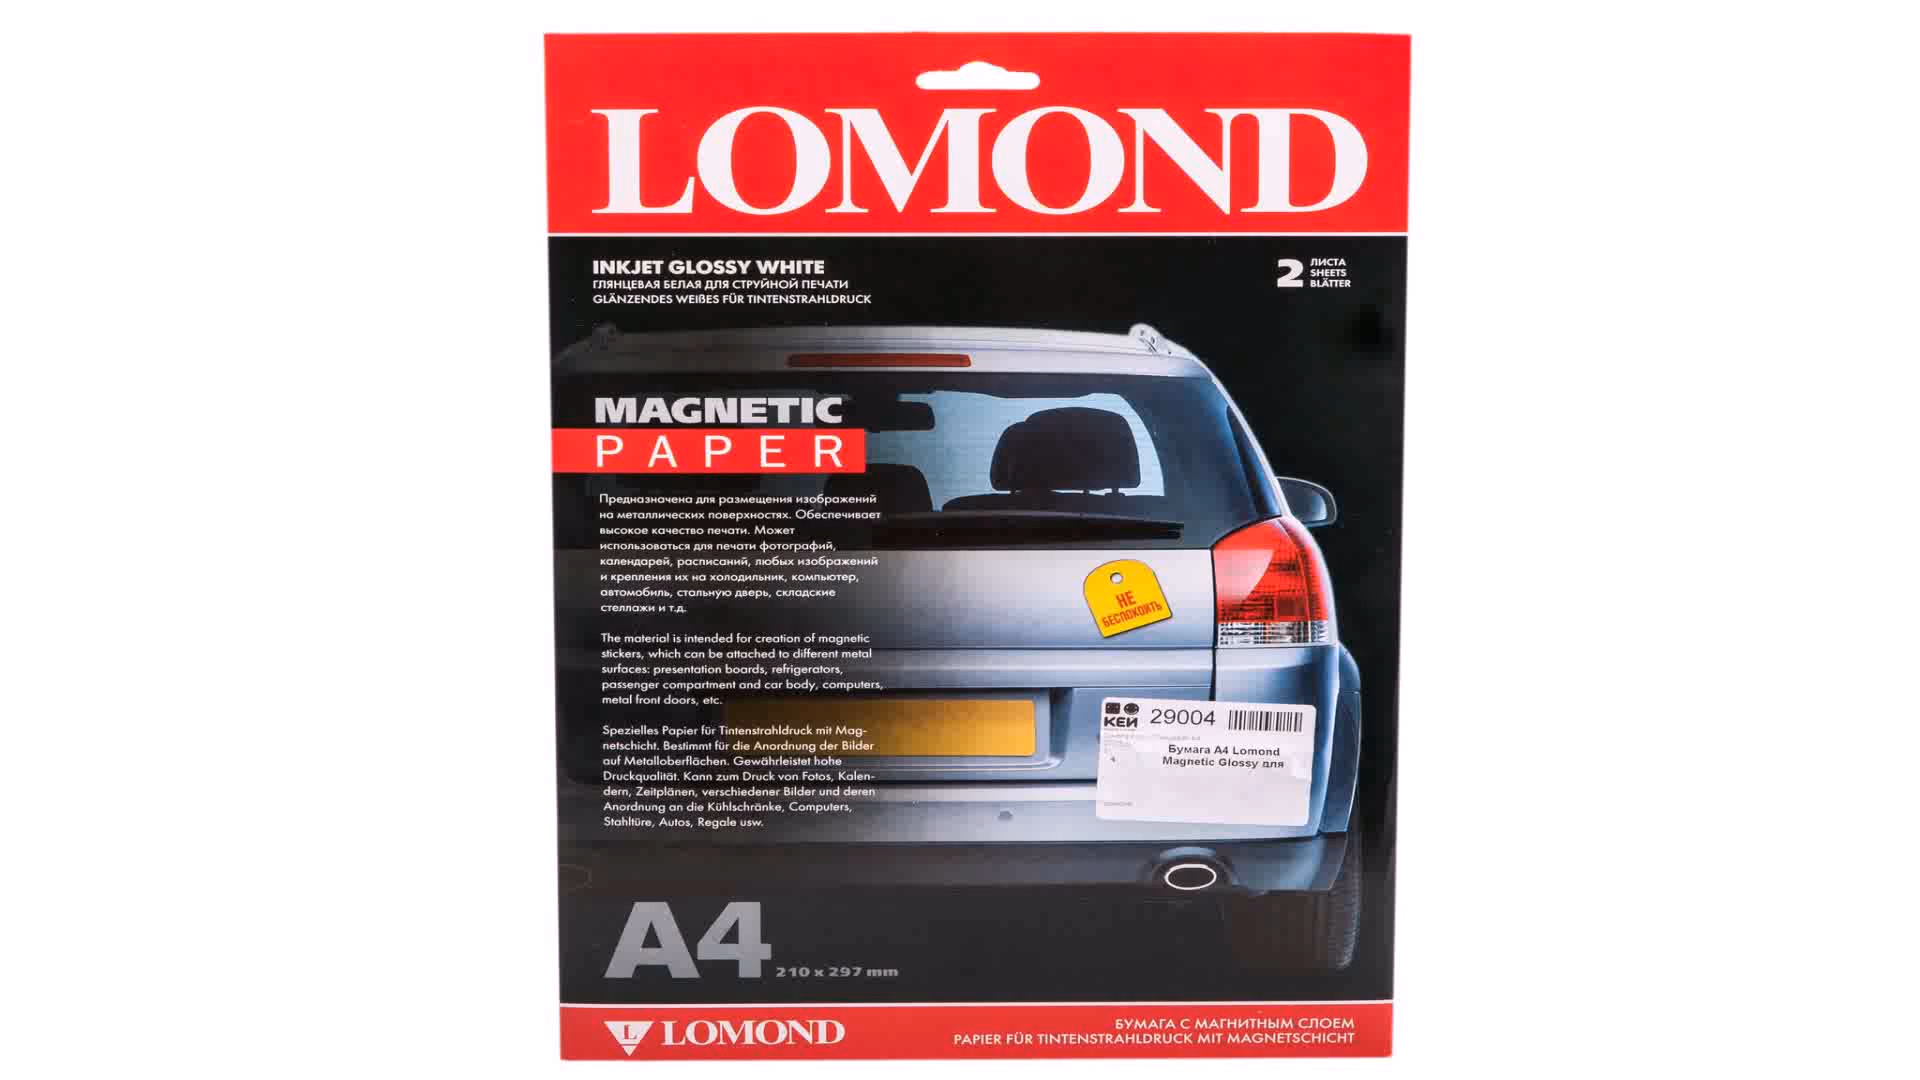 LOMOND
INKJET GLOSSY WHITE
ГЛЯНЦЕВАЯ БЕЛАЯ ДЛЯ СТРУЙНОЙ ПЕЧАТИ
GLÄNZENDES WEIßES FÜR TINTENSTRAHLDRUCK
2 ЛИСТА
SHEETS
BLÄTTER
MAGNETIC
PAPER
Предназначена для размещения изображений
на металлических поверхностях. Обеспечивает
высокое качество печати. Может
использоваться для печати фотографий,
календарей, расписаний, любых изображений
и крепления их на холодильник, компьютер,
автомобиль, стальную дверь, складские
стеллажи и т.д.
The material is intended for creation of magnetic
stickers, which can be attached to different metal
surfaces: presentation boards, refrigerators,
passenger compartment and car body, computers,
metal front doors, etc.
Spezielles Papier für Tintenstrahldruck mit Mag-
netschicht. Bestimmt für die Anordnung der Bilder
auf Metalloberflächen. Gewährleistet hohe
Druckqualität. Kann zum Druck von Fotos, Kalen-
dern, Zeitplänen, verschiedener Bilder und deren
Anordnung an die Kühlschränke, Computers,
Stahltüre, Autos, Regale usw.
НЕ
БЕСПОКОИТЬ
КЕЙ 29004
Бумага A4 Lomond
Magnetic Glossy для
A4 210 x 297 mm
L LOMOND
БУМАГА С МАГНИТНЫМ СЛОЕМ
PAPIER FÜR TINTENSTRAHLDRUCK MIT MAGNETSCHICHT